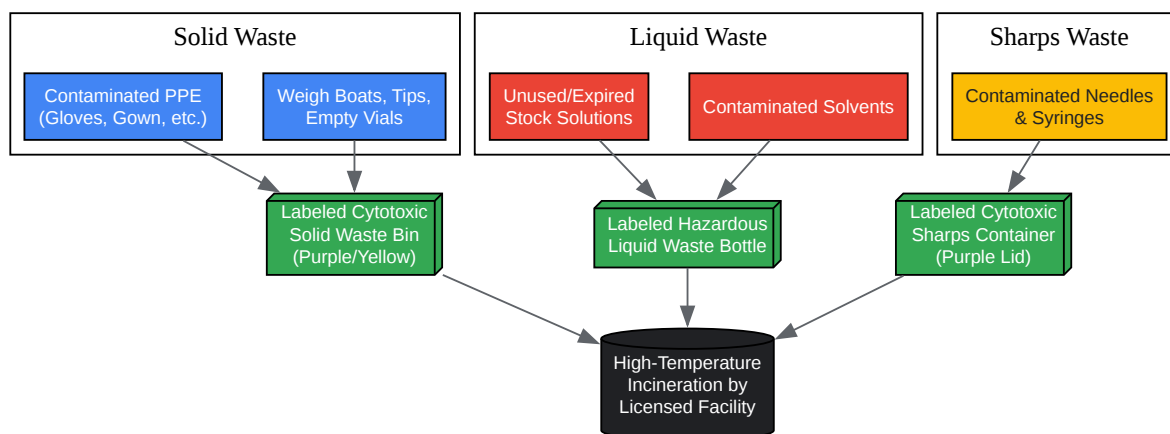 Solid Waste
Liquid Waste
Sharps Waste
Contaminated PPE
(Gloves, Gown, etc.)
Weigh Boats, Tips,
Empty Vials
Unused/Expired
Stock Solutions
Contaminated Solvents
Contaminated Needles
& Syringes
Labeled Cytotoxic
Solid Waste Bin
(Purple/Yellow)
Labeled Hazardous
Liquid Waste Bottle
Labeled Cytotoxic
Sharps Container
(Purple Lid)
High-Temperature
Incineration by
Licensed Facility